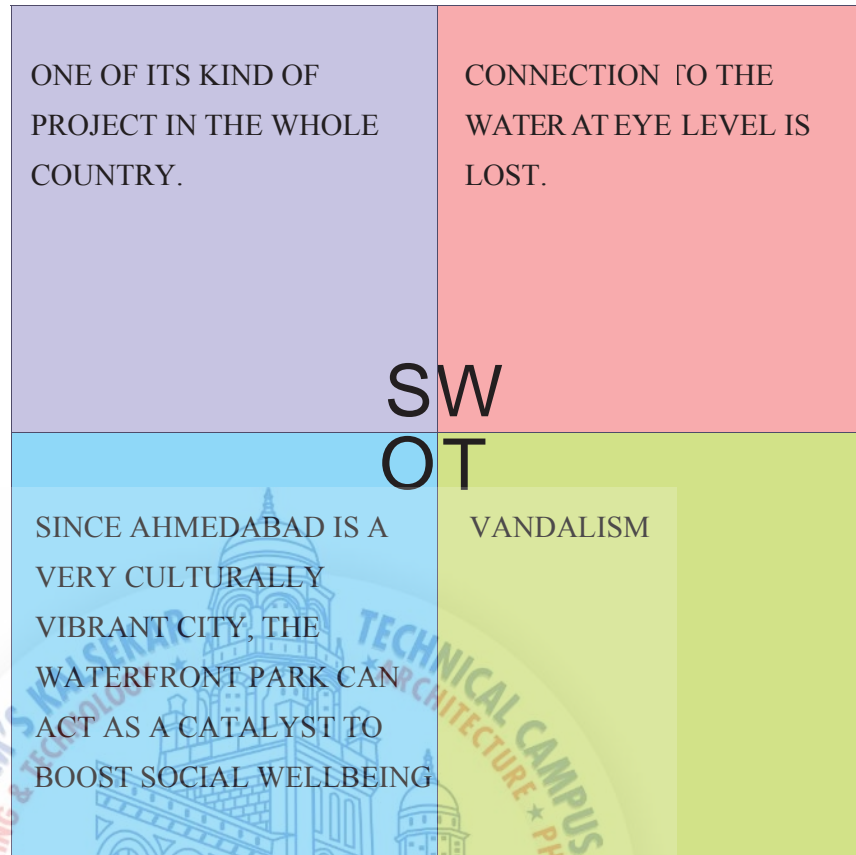 ONE OF ITS KIND OF
PROJECT IN THE WHOLE
COUNTRY.
CONNECTION TO THE
WATER AT EYE LEVEL IS
LOST.
SW
OT
SINCE AHMEDABAD IS A
VERY CULTURALLY
VIBRANT CITY, THE
WATERFRONT PARK CAN
ACT AS A CATALYST TO
BOOST SOCIAL WELLBEING
VANDALISM
KALSEKAR TECHNICAL CAMPUS
TECHNOLOGY ★ ★ ARCHITECTURE ★